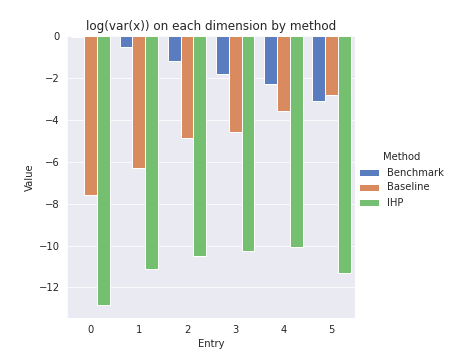 log(var(x)) on each dimension by method
0
−2
−4
−6
−8
−10
−12
Value
0 1 2 3 4 5
Entry
Method
Benchmark
Baseline
IHP